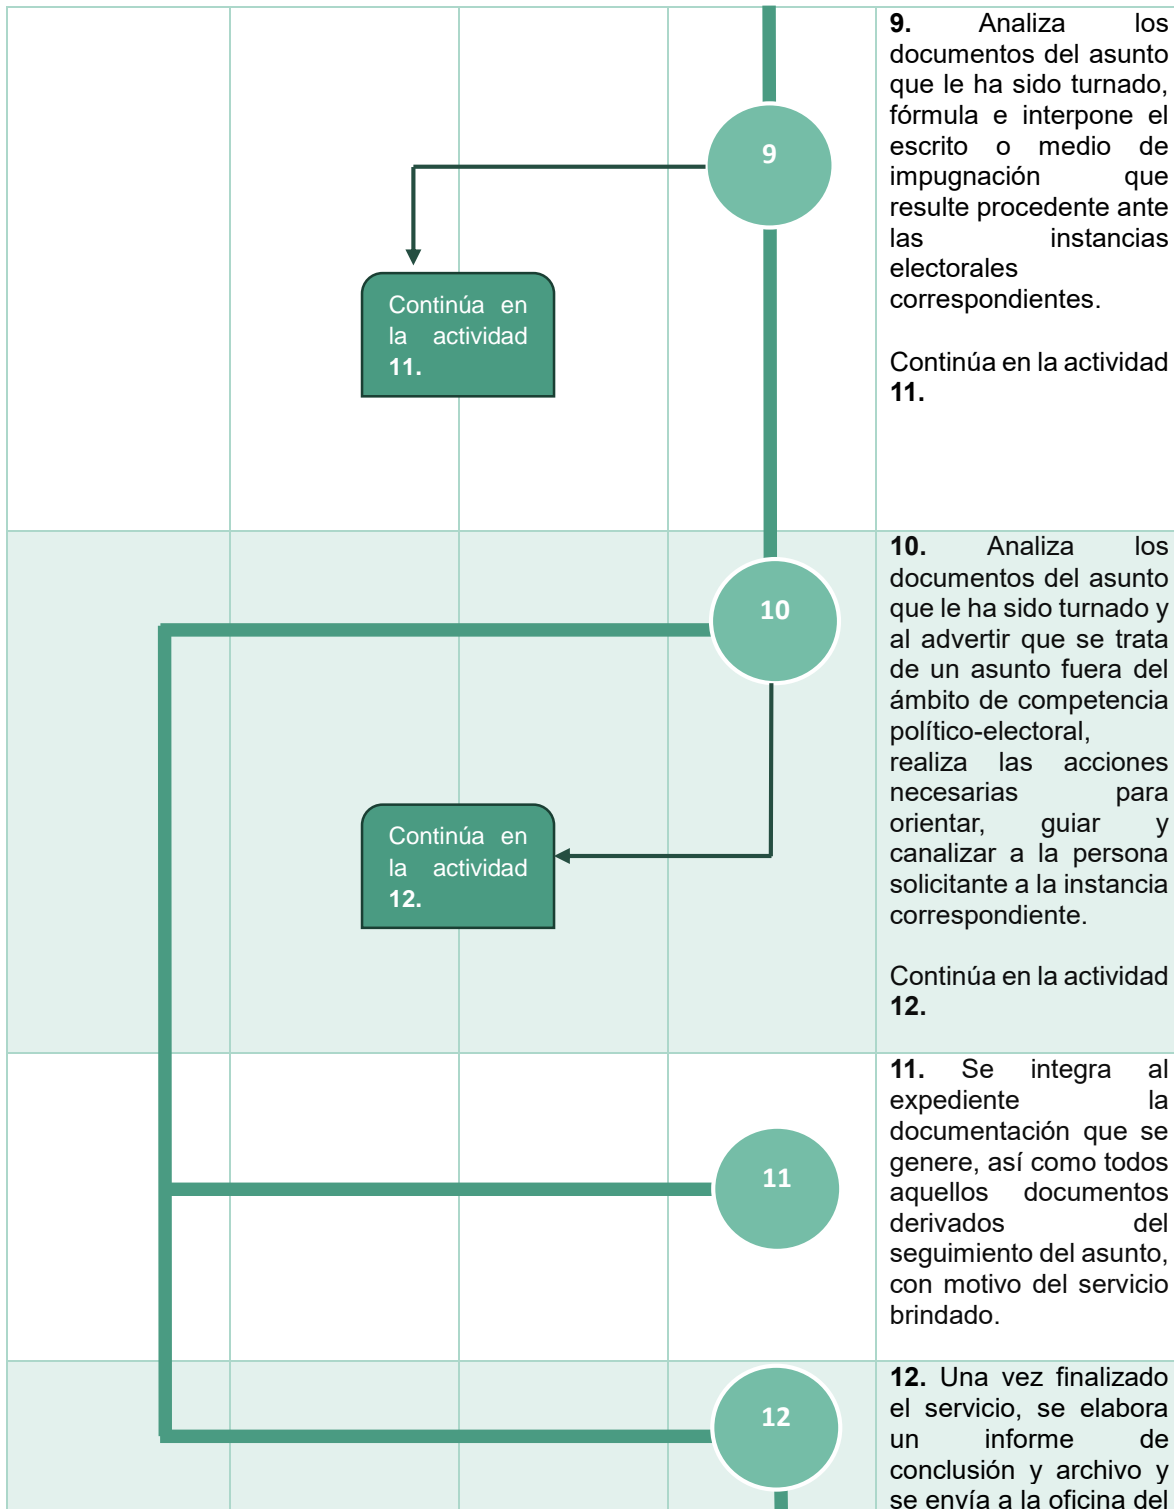 9
Continúa en
la actividad
11.
9. Analiza los
documentos del asunto
que le ha sido turnado,
fórmula e interpone el
escrito o medio de
impugnación que
resulte procedente ante
las instancias
electorales
correspondientes.
Continúa en la actividad
11.
10
Continúa en
la actividad
12.
10. Analiza los
documentos del asunto
que le ha sido turnado y
al advertir que se trata
de un asunto fuera del
ámbito de competencia
político-electoral,
realiza las acciones
necesarias para
orientar, guiar y
canalizar a la persona
solicitante a la instancia
correspondiente.
Continúa en la actividad
12.
11
11. Se integra al
expediente la
documentación que se
genere, así como todos
aquellos documentos
derivados del
seguimiento del asunto,
con motivo del servicio
brindado.
12
12. Una vez finalizado
el servicio, se elabora
un informe de
conclusión y archivo y
se envía a la oficina del